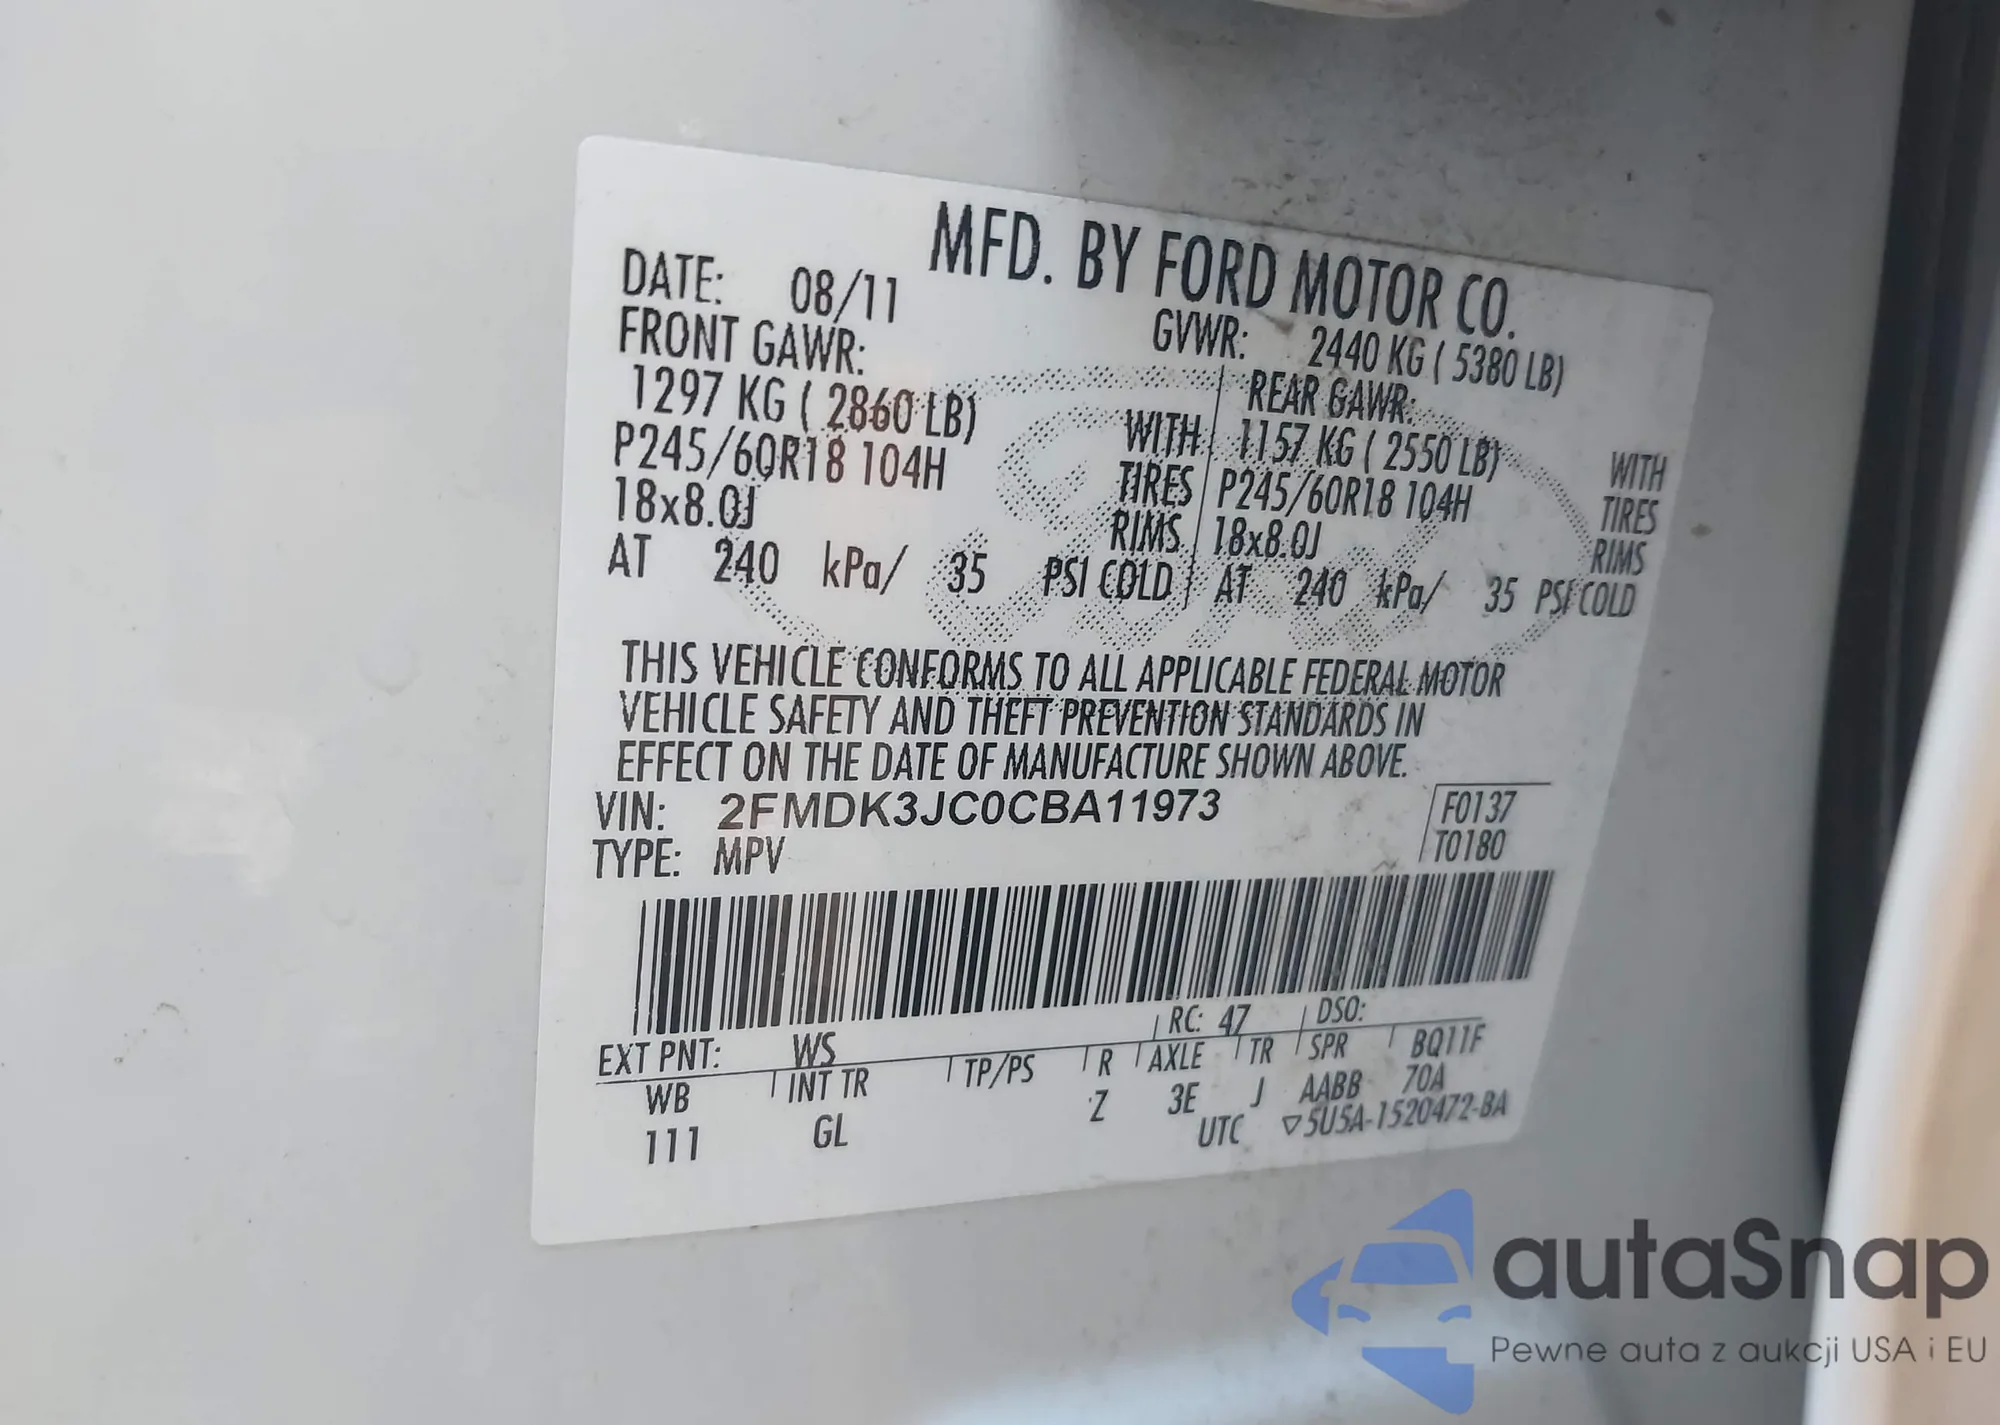 MFD. BY FORD MOTOR CO.
DATE: 08/11 GVWR: 2440 KG ( 5380 LB)
FRONT GAWR: REAR GAWR:
1297 KG ( 2860 LB) WITH 1157 KG ( 2550 LB) WITH
P245/60R18 104H TIRES P245/60R18 104H TIRES
18x8.0J RIMS 18x8.0J RIMS
AT 240 kPa/ 35 PSI COLD AT 240 kPa/ 35 PSI COLD
THIS VEHICLE CONFORMS TO ALL APPLICABLE FEDERAL MOTOR
VEHICLE SAFETY AND THEFT PREVENTION STANDARDS IN
EFFECT ON THE DATE OF MANUFACTURE SHOWN ABOVE.
VIN: 2FMDK3JC0CBA11973 F0137
TYPE: MPV T0180
EXT PNT: WS RC: 47 DSO:
WB INT TR TP/PS R AXLE TR SPR BQ11F
111 GL Z 3E J AABB 70A
UTC ▽5U5A-1520472-BA
autaSnap
Pewne auta z aukcji USA i EU